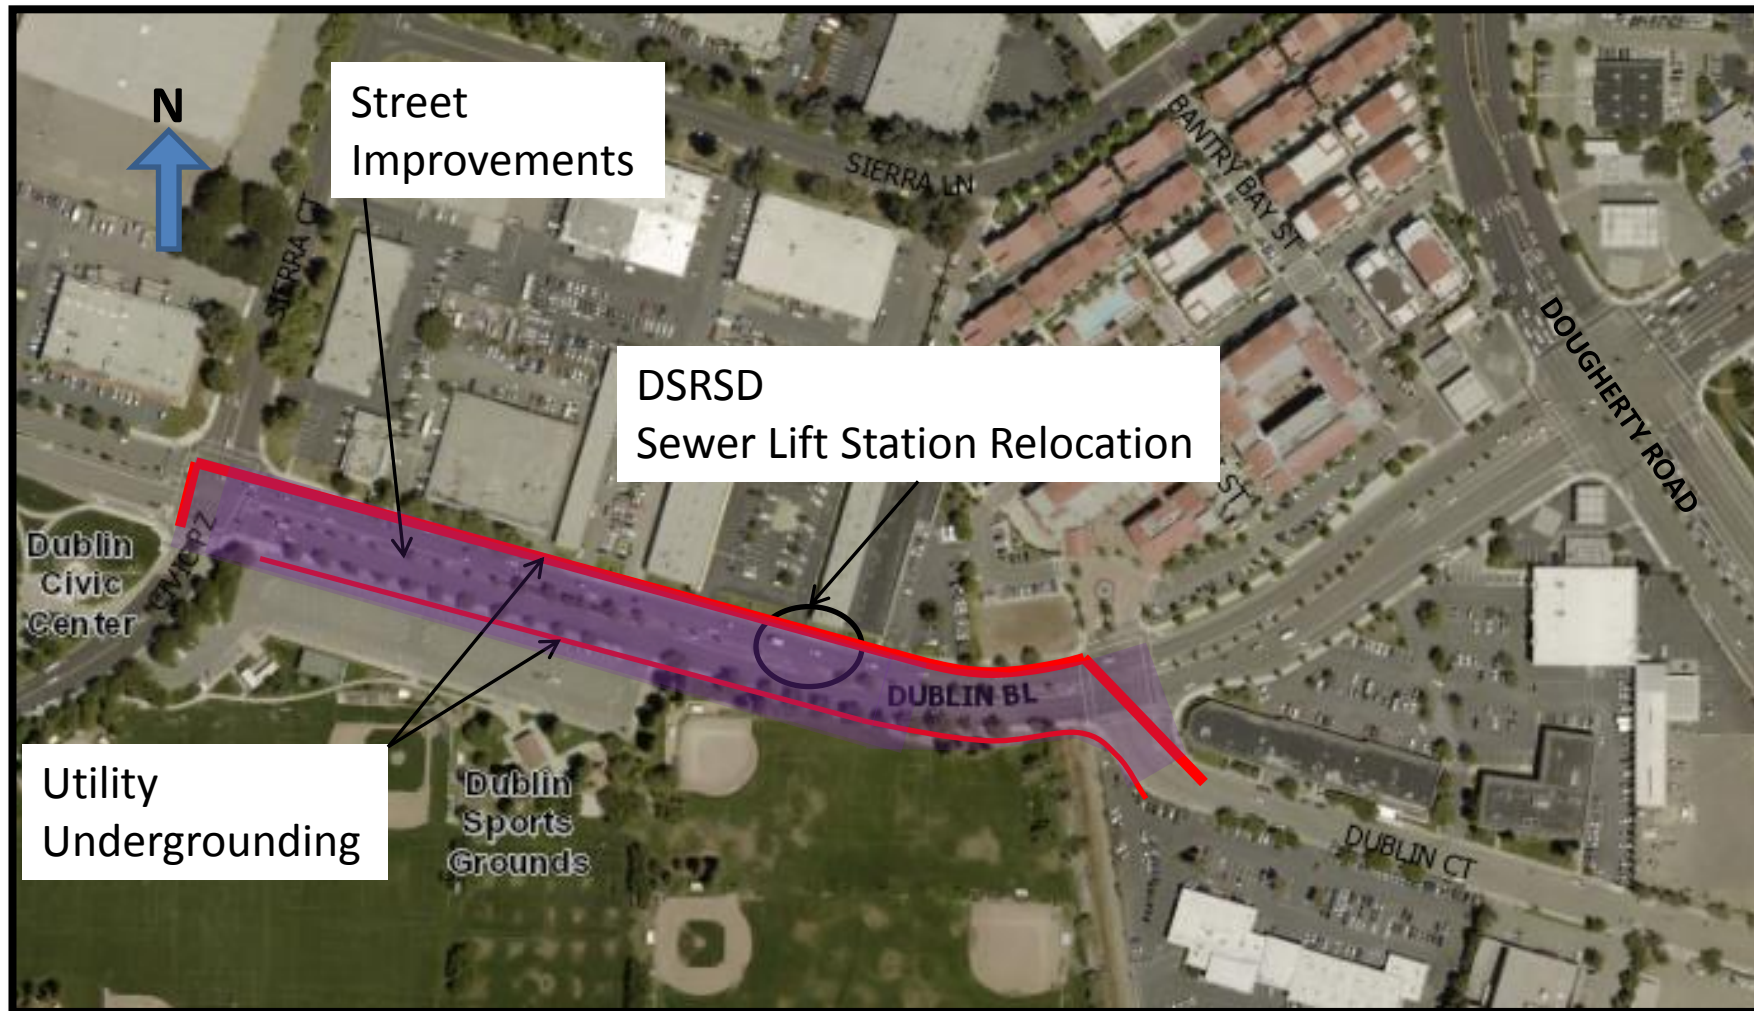 N
Street
Improvements
SIERRA LN
BANTRY BAY ST
SIERRA CT
DOUGHERTY ROAD
DSRSD
Sewer Lift Station Relocation
ST
Dublin
Civic
Center
CIVIC PZ
DUBLIN BL
Utility
Undergrounding
Dublin
Sports
Grounds
DUBLIN CT